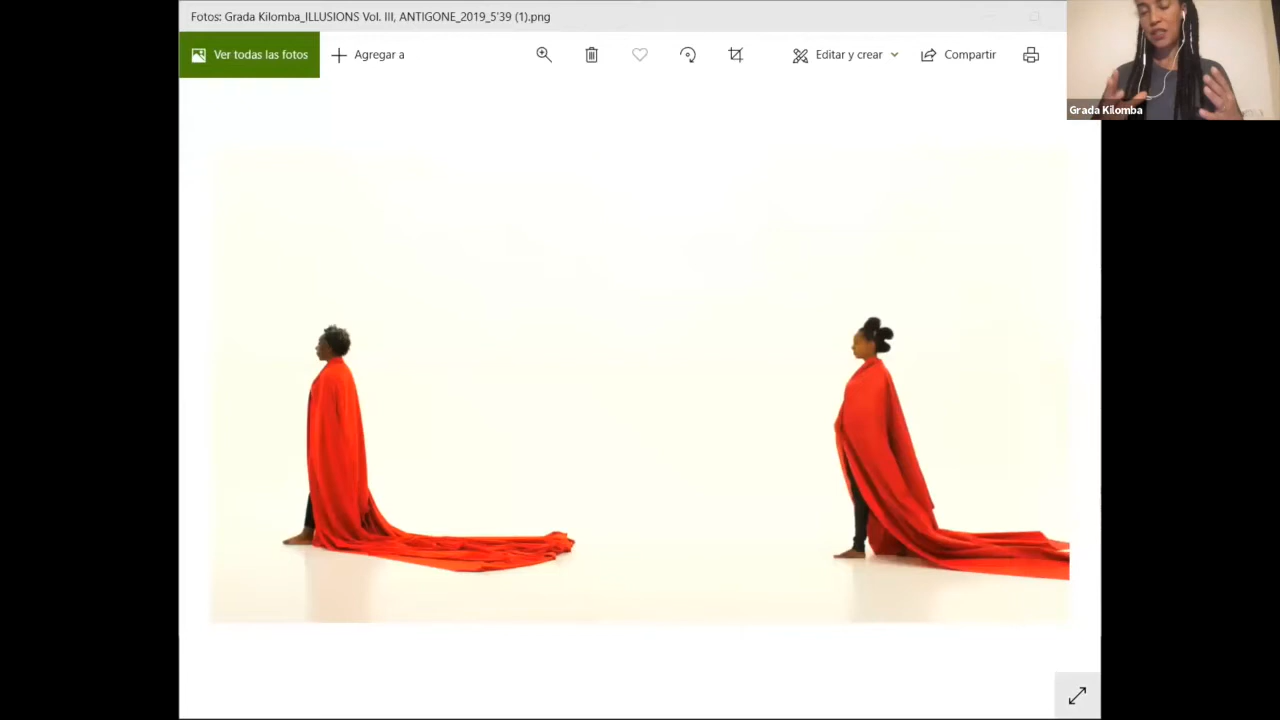 Fotos: Grada Kilomba_ILLUSIONS Vol. III, ANTIGONE_2019_5'39 (1).png
Ver todas las fotos
Agregar a
Editar y crear
Compartir
Grada Kilomba